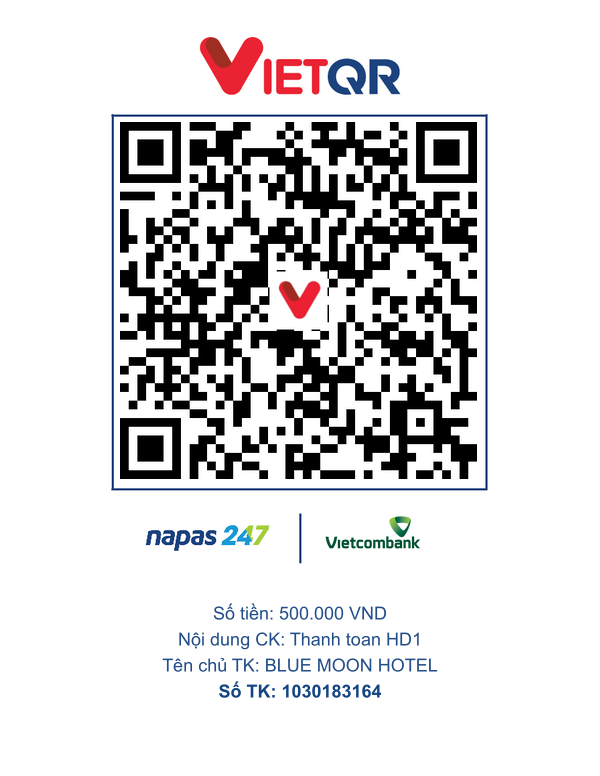 VIETQR
napas 247
Vietcombank
Số tiền: 500.000 VND
Nội dung CK: Thanh toan HD1
Tên chủ TK: BLUE MOON HOTEL
Số TK: 1030183164